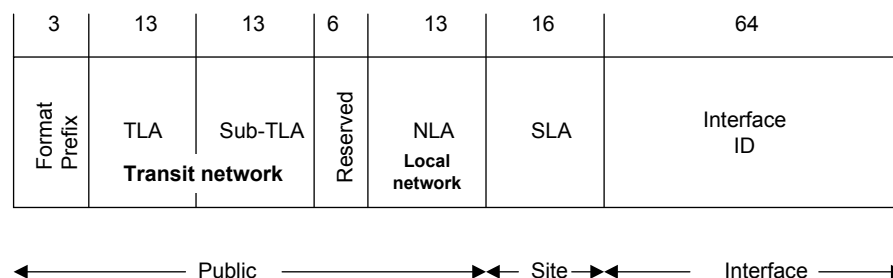 3 13 13 6 13 16 64
Format
Prefix
TLA Sub-TLA
Transit network
Reserved
NLA
Local
network
SLA
Interface
ID
Public Site Interface